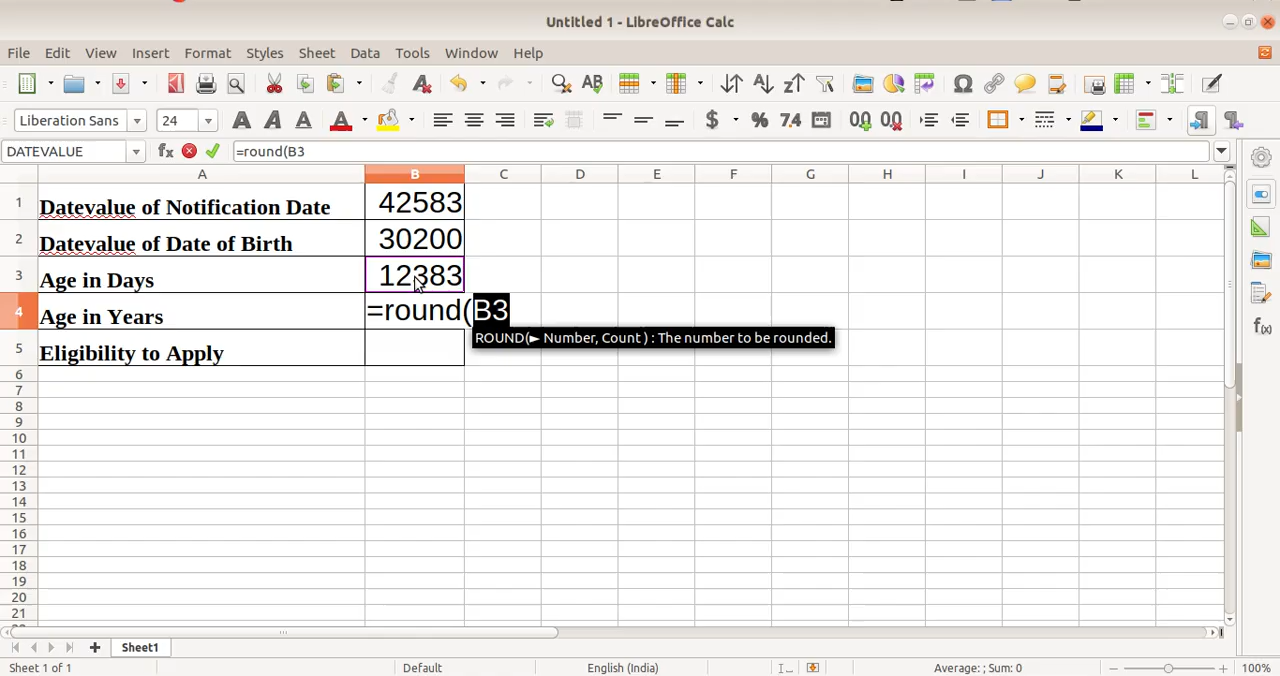 Untitled 1 - LibreOffice Calc
File Edit View Insert Format Styles Sheet Data Tools Window Help
Liberation Sans 24
DATEVALUE =round(B3
A B C D E F G H I J K L
1 Datevalue of Notification Date 42583
2 Datevalue of Date of Birth 30200
3 Age in Days 12383
4 Age in Years =round(B3
ROUND(► Number, Count ) : The number to be rounded.
5 Eligibility to Apply
6
7
8
9
10
11
12
13
14
15
16
17
18
19
20
21
Sheet1
Sheet 1 of 1 Default English (India) Average: ; Sum: 0 100%